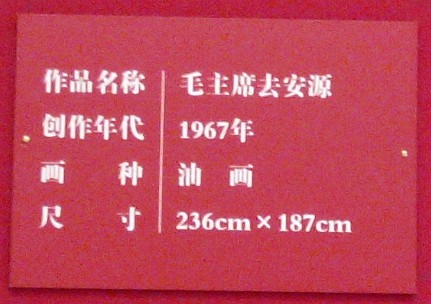 作品名称 毛主席去安源
创作年代 1967年
画 种 油 画
尺 寸 236cm×187cm